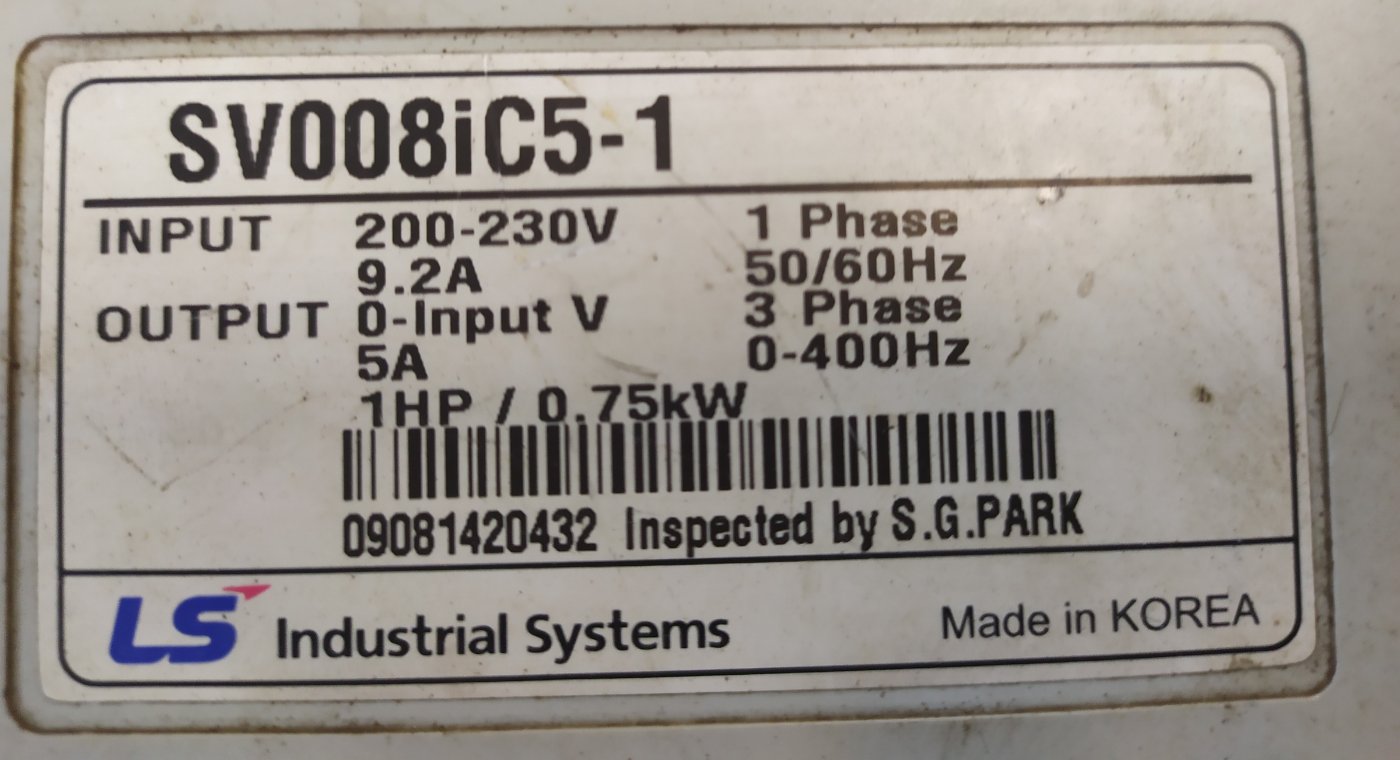 SV008iC5-1
INPUT 200-230V 1 Phase
9.2A 50/60Hz
OUTPUT 0-Input V 3 Phase
5A 0-400Hz
1HP / 0.75kW
09081420432 Inspected by S.G.PARK
LS Industrial Systems Made in KOREA